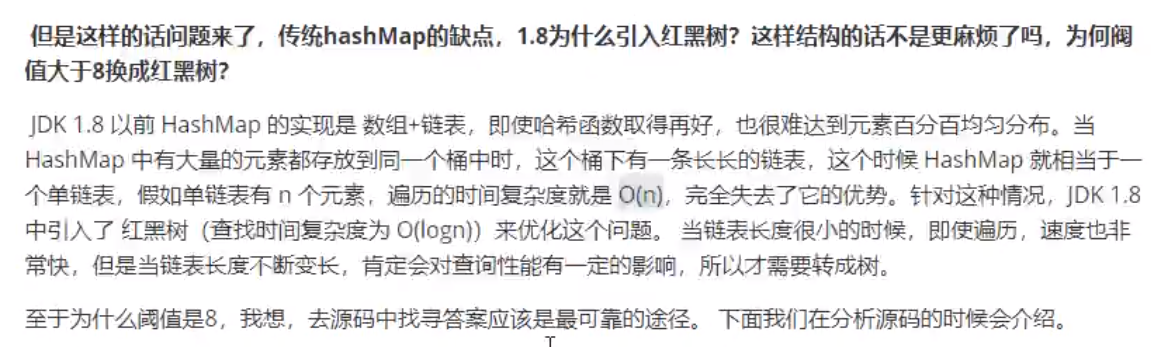 但是这样的话问题来了，传统hashMap的缺点，1.8为什么引入红黑树？这样结构的话不是更麻烦了吗，为何阀
值大于8换成红黑树？
JDK 1.8 以前 HashMap 的实现是 数组+链表，即使哈希函数取得再好，也很难达到元素百分百均匀分布。当
HashMap 中有大量的元素都存放到同一个桶中时，这个桶下有一条长长的链表，这个时候 HashMap 就相当于一
个单链表，假如单链表有 n 个元素，遍历的时间复杂度就是 O(n)，完全失去了它的优势。针对这种情况，JDK 1.8
中引入了 红黑树（查找时间复杂度为 O(logn)）来优化这个问题。 当链表长度很小的时候，即使遍历，速度也非
常快，但是当链表长度不断变长，肯定会对查询性能有一定的影响，所以才需要转成树。
至于为什么阈值是8，我想，去源码中找寻答案应该是最可靠的途径。 下面我们在分析源码的时候会介绍。